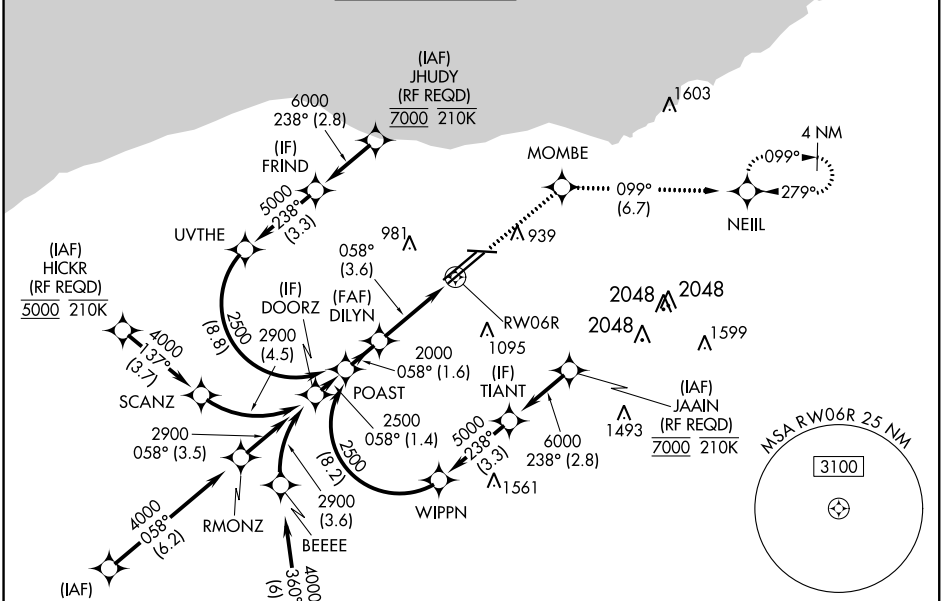 (IAF)
JHUDY
(RF REQD)
7000 210K
6000
238° (2.8)
(IF)
FRIND
5000
238°
(3.3)
UVTHE
1603
4 NM
099°
279°
NEIIL
MOMBE
099°
(6.7)
981
939
058°
(3.6)
(IAF)
HICKR
(RF REQD)
5000 210K
4000
137°
(3.7)
SCANZ
2500
(8.8)
(IF)
DOORZ
2900
(4.5)
(FAF)
DILYN
RW06R
1095
2048
2048
2048
1599
2000
058° (1.6)
POAST
2500
058° (1.4)
(IF)
TIANT
(IAF)
JAAIN
(RF REQD)
7000 210K
1493
5000
238°
(3.3)
6000
238° (2.8)
1561
WIPPN
2500
(8.2)
2900
058° (3.5)
RMONZ
2900
(3.6)
BEEEE
4000
058°
(6.2)
(IAF)
4000
360°
(6)
MSA RW06R 25 NM
3100